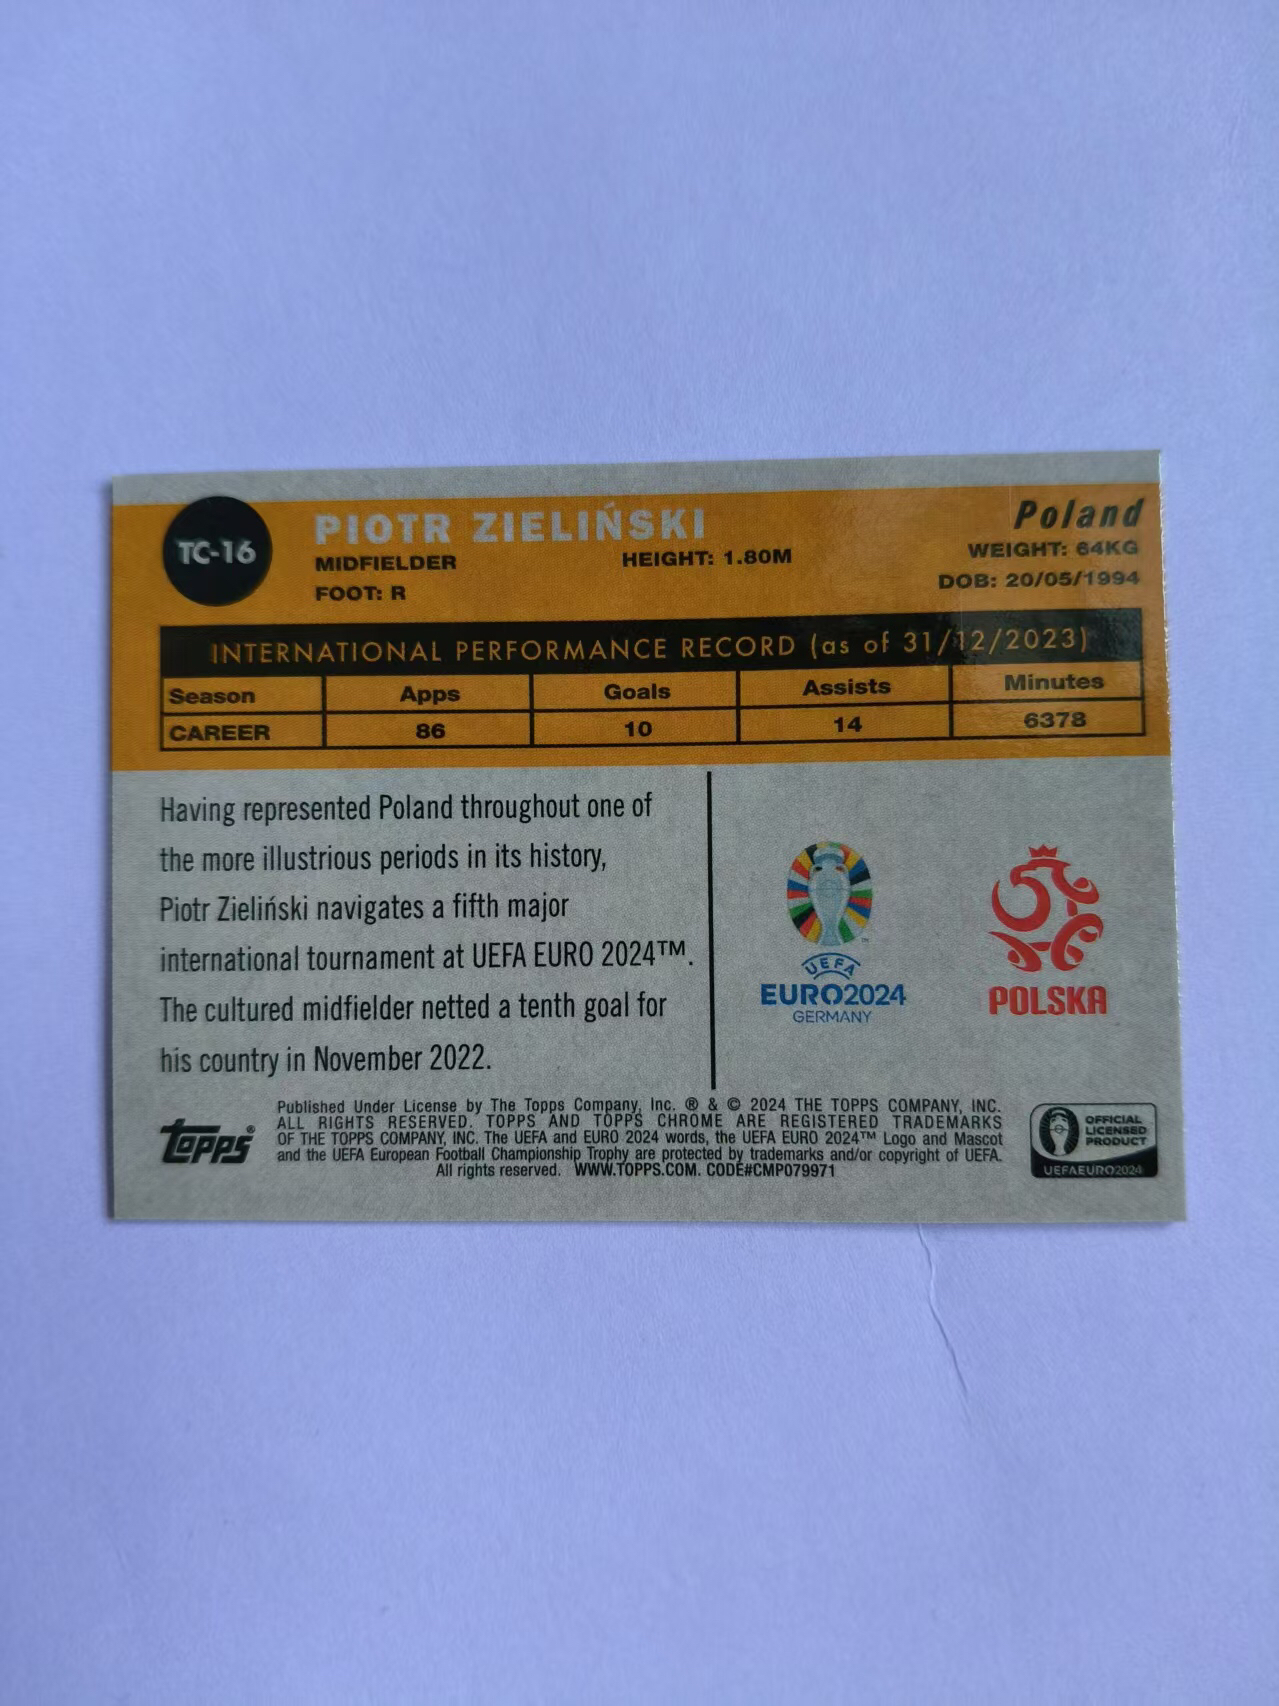 TC-16
PIOTR ZIELIŃSKI
Poland
MIDFIELDER
HEIGHT: 1.80M
WEIGHT: 64KG
FOOT: R
DOB: 20/05/1994
INTERNATIONAL PERFORMANCE RECORD (as of 31/12/2023)
Season Apps Goals Assists Minutes
CAREER 86 10 14 6378
Having represented Poland throughout one of
the more illustrious periods in its history,
Piotr Zieliński navigates a fifth major
international tournament at UEFA EURO 2024™.
The cultured midfielder netted a tenth goal for
his country in November 2022.
UEFA
EURO2024
GERMANY
POLSKA
topps®
Published Under License by The Topps Company, Inc. ® & © 2024 THE TOPPS COMPANY, INC.
ALL RIGHTS RESERVED. TOPPS AND TOPPS CHROME ARE REGISTERED TRADEMARKS
OF THE TOPPS COMPANY, INC. The UEFA and EURO 2024 words, the UEFA EURO 2024™ Logo and Mascot
and the UEFA European Football Championship Trophy are protected by trademarks and/or copyright of UEFA.
All rights reserved. WWW.TOPPS.COM. CODE#CMP079971
OFFICIAL
LICENSED
PRODUCT
UEFAEURO2024